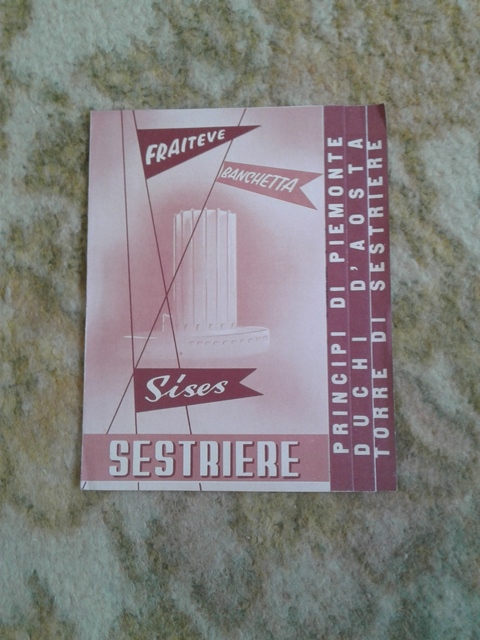 FRAITEVE
BANCHETTA
Sises
SESTRIERE
PRINCIPI DI PIEMONTE
DUCHI D'AOSTA
TORRE DI SESTRIERE